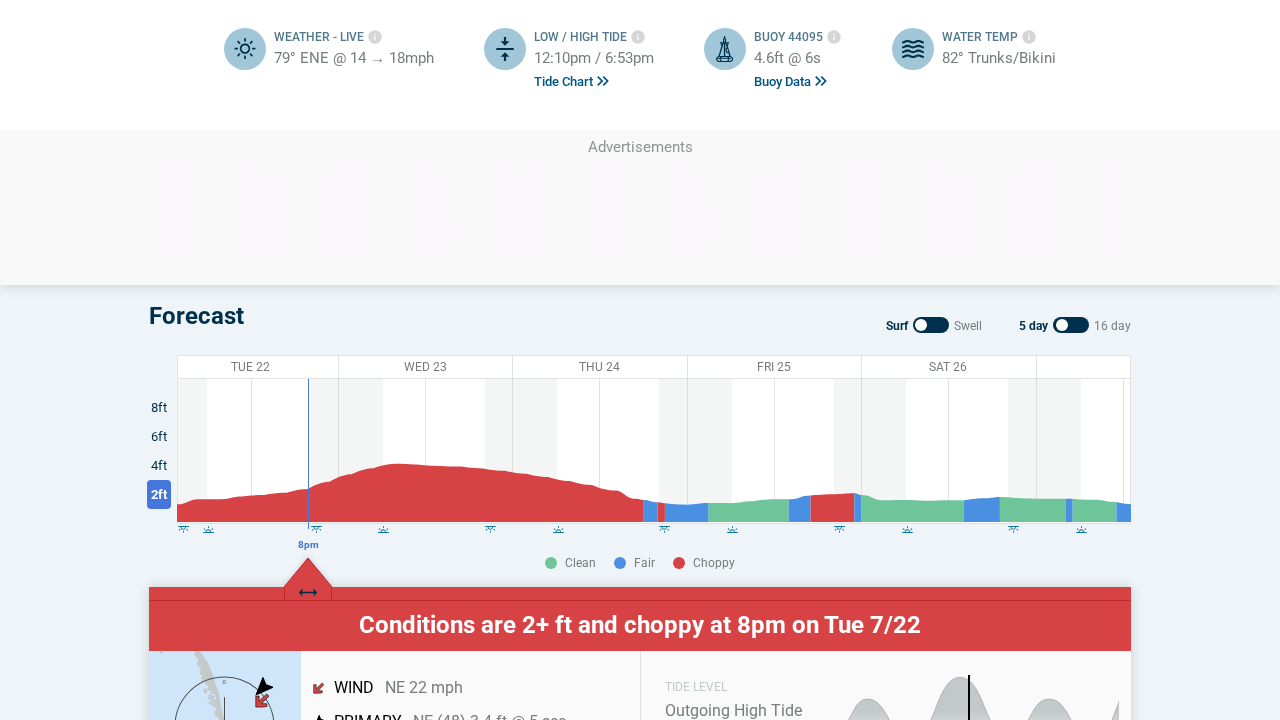 WEATHER - LIVE
79° ENE @ 14 → 18mph
LOW / HIGH TIDE
12:10pm / 6:53pm
Tide Chart
BUOY 44095
4.6ft @ 6s
Buoy Data
WATER TEMP
82° Trunks/Bikini
Advertisements
Forecast
Surf Swell
5 day 16 day
TUE 22 WED 23 THU 24 FRI 25 SAT 26
8ft
6ft
4ft
2ft
8pm
Clean Fair Choppy
Conditions are 2+ ft and choppy at 8pm on Tue 7/22
WIND NE 22 mph
PRIMARY NE (48) 3.4 ft @ 5 sec
TIDE LEVEL
Outgoing High Tide